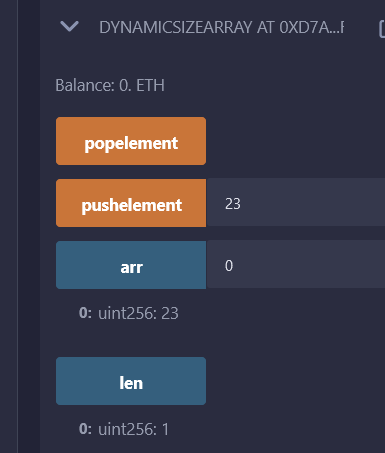 DYNAMICSIZEARRAY AT 0XD7A...F
Balance: 0. ETH
popelement
pushelement 23
arr 0
0: uint256: 23
len
0: uint256: 1